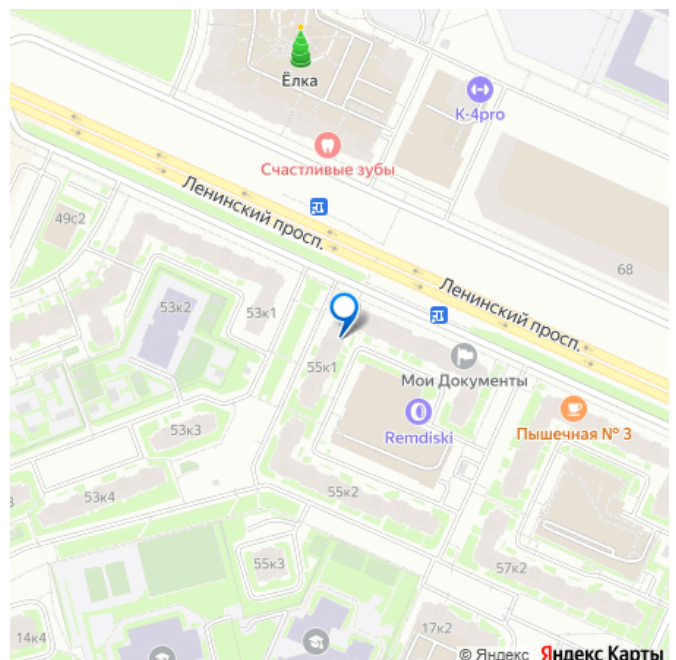 Ёлка
K-4pro
Счастливые зубы
Ленинский просп.
49с2
68
Ленинский просп.
53к2
53к1
55к1
Мои Документы
Remdiski
Пышечная № 3
53к3
55к2
53к4
55к3
57к2
14к4
17к2
© Яндекс Яндекс Карты